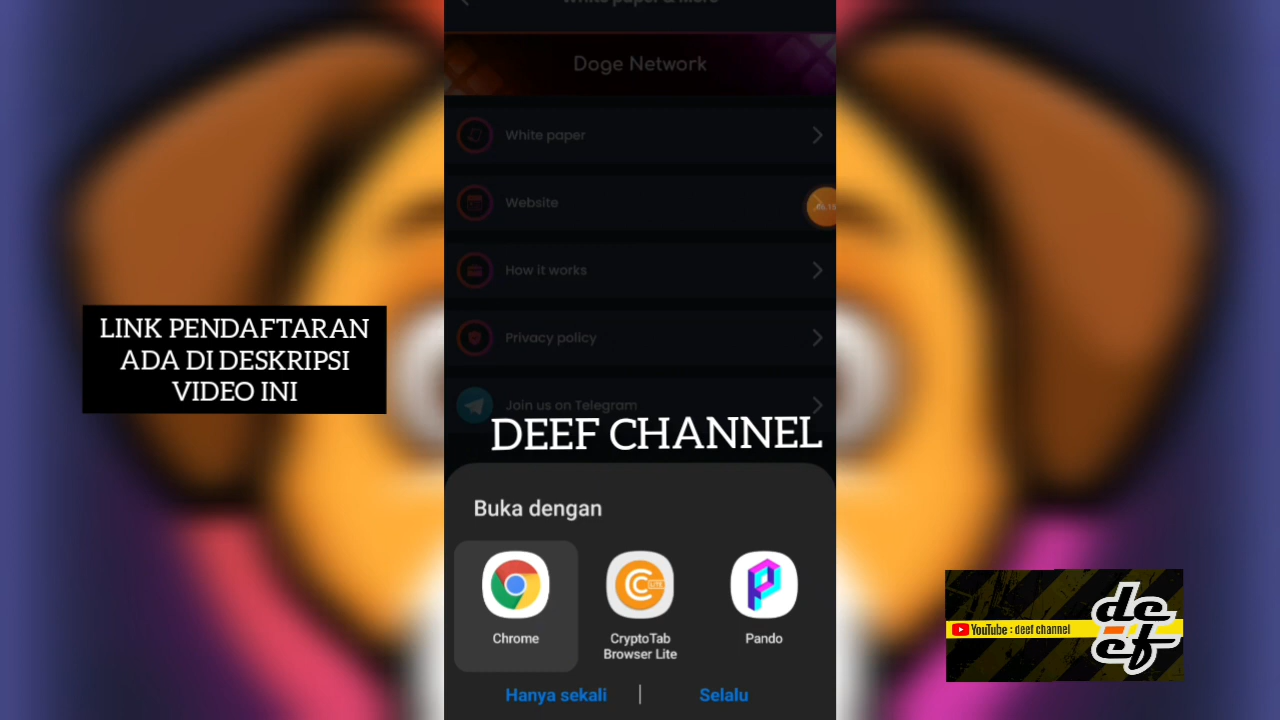 White paper & More
Doge Network
White paper
Website
How it works
Privacy policy
Join us on Telegram
LINK PENDAFTARAN
ADA DI DESKRIPSI
VIDEO INI
DEEF CHANNEL
Buka dengan
Chrome
CryptoTab
Browser Lite
Pando
Hanya sekali | Selalu
YouTube : deef channel
de
ef